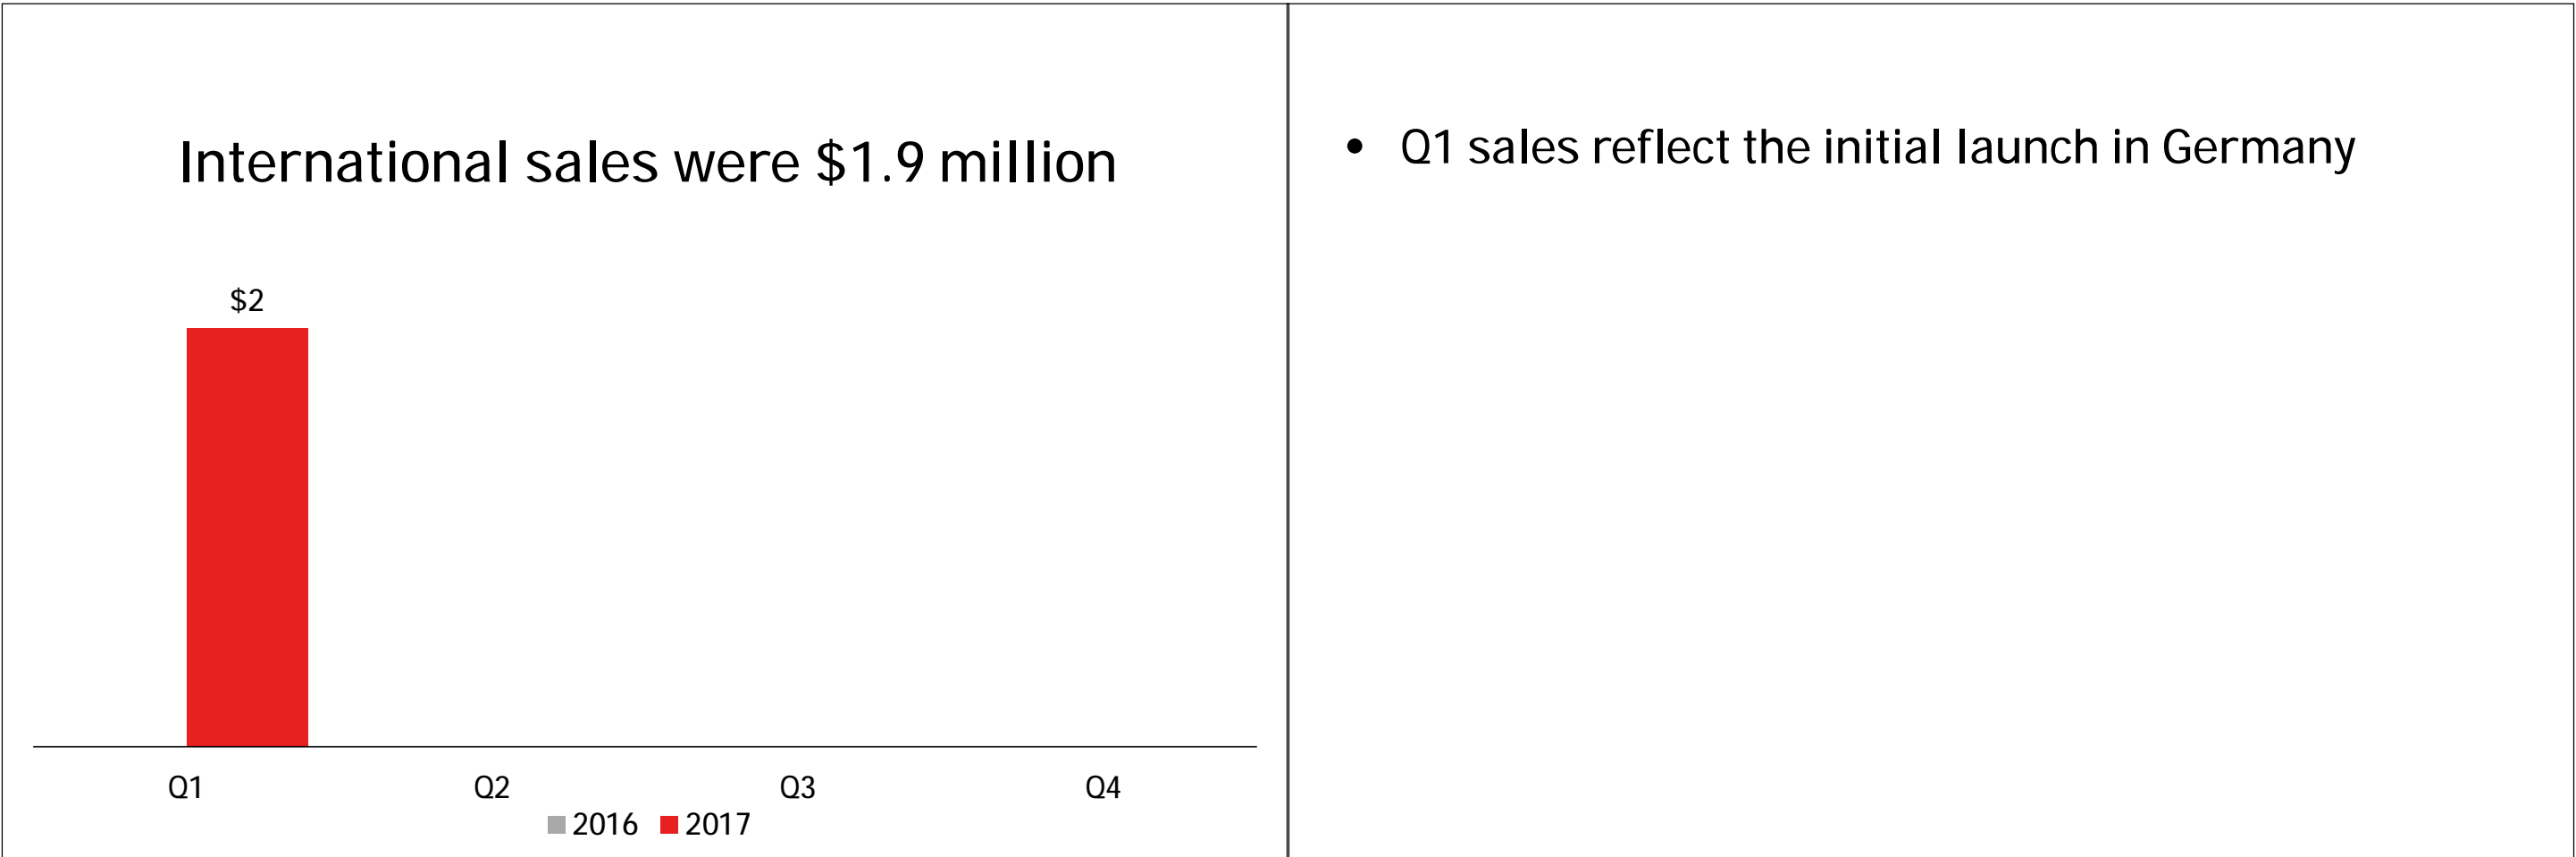 International sales were $1.9 million
$2
Q1 Q2 Q3 Q4
2016 2017
• Q1 sales reflect the initial launch in Germany